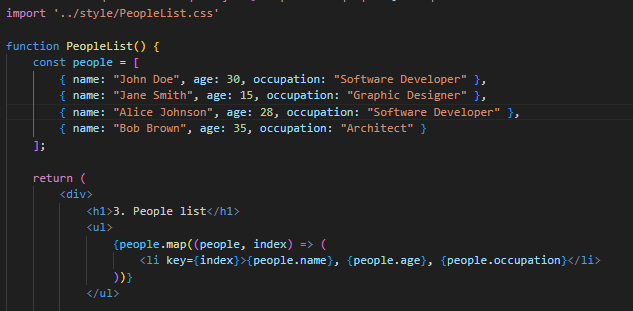 import '../style/PeopleList.css'
function PeopleList() {
const people = [
{ name: "John Doe", age: 30, occupation: "Software Developer" },
{ name: "Jane Smith", age: 15, occupation: "Graphic Designer" },
{ name: "Alice Johnson", age: 28, occupation: "Software Developer" },
{ name: "Bob Brown", age: 35, occupation: "Architect" }
];
return (
<div>
<h1>3. People list</h1>
<ul>
{people.map((people, index) => (
<li key={index}>{people.name}, {people.age}, {people.occupation}</li>
))}
</ul>